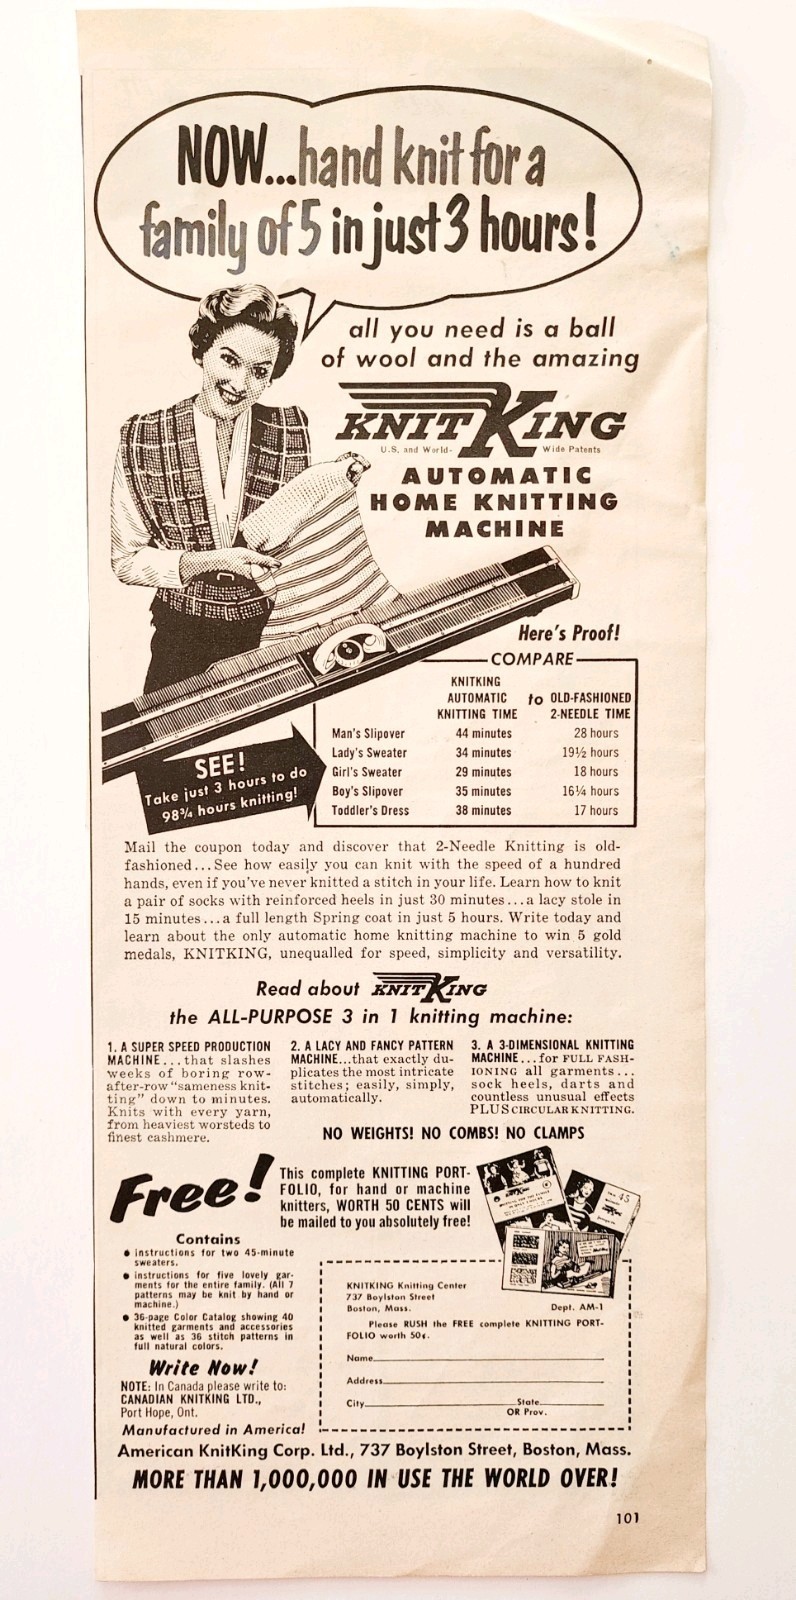 NOW...hand knit for a
family of 5 in just 3 hours!
all you need is a ball
of wool and the amazing
KNITKING
U.S. and World-Wide Patents
AUTOMATIC
HOME KNITTING
MACHINE
Here's Proof!
COMPARE
KNITKING
AUTOMATIC
KNITTING TIME
to
OLD-FASHIONED
2-NEEDLE TIME
Man's Slipover 44 minutes 28 hours
Lady's Sweater 34 minutes 19½ hours
Girl's Sweater 29 minutes 18 hours
Boy's Slipover 35 minutes 16¼ hours
Toddler's Dress 38 minutes 17 hours
SEE!
Take just 3 hours to do
98¾ hours knitting!
Mail the coupon today and discover that 2-Needle Knitting is old-
fashioned...See how easily you can knit with the speed of a hundred
hands, even if you've never knitted a stitch in your life. Learn how to knit
a pair of socks with reinforced heels in just 30 minutes...a lacy stole in
15 minutes...a full length Spring coat in just 5 hours. Write today and
learn about the only automatic home knitting machine to win 5 gold
medals, KNITKING, unequalled for speed, simplicity and versatility.
Read about KNITKING
the ALL-PURPOSE 3 in 1 knitting machine:
1. A SUPER SPEED PRODUCTION
MACHINE...that slashes
weeks of boring row-
after-row "sameness knit-
ting" down to minutes.
Knits with every yarn,
from heaviest worsteds to
finest cashmere.
2. A LACY AND FANCY PATTERN
MACHINE...that exactly du-
plicates the most intricate
stitches; easily, simply,
automatically.
3. A 3-DIMENSIONAL KNITTING
MACHINE...for FULL FASH-
IONING all garments...
sock heels, darts and
countless unusual effects
PLUS CIRCULAR KNITTING.
NO WEIGHTS! NO COMBS! NO CLAMPS
Free!
This complete KNITTING PORT-
FOLIO, for hand or machine
knitters, WORTH 50 CENTS will
be mailed to you absolutely free!
Contains
● instructions for two 45-minute
sweaters.
● instructions for five lovely gar-
ments for the entire family. (All 7
patterns may be knit by hand or
machine.)
● 36-page Color Catalog showing 40
knitted garments and accessories
as well as 36 stitch patterns in
full natural colors.
Write Now!
NOTE: In Canada please write to:
CANADIAN KNITKING LTD.,
Port Hope, Ont.
Manufactured in America!
45
KNITKING Knitting Center
737 Boylston Street
Boston, Mass. Dept. AM-1
Please RUSH the FREE complete KNITTING PORT-
FOLIO worth 50¢.
Name
Address
City State
OR Prov.
American KnitKing Corp. Ltd., 737 Boylston Street, Boston, Mass.
MORE THAN 1,000,000 IN USE THE WORLD OVER!
101